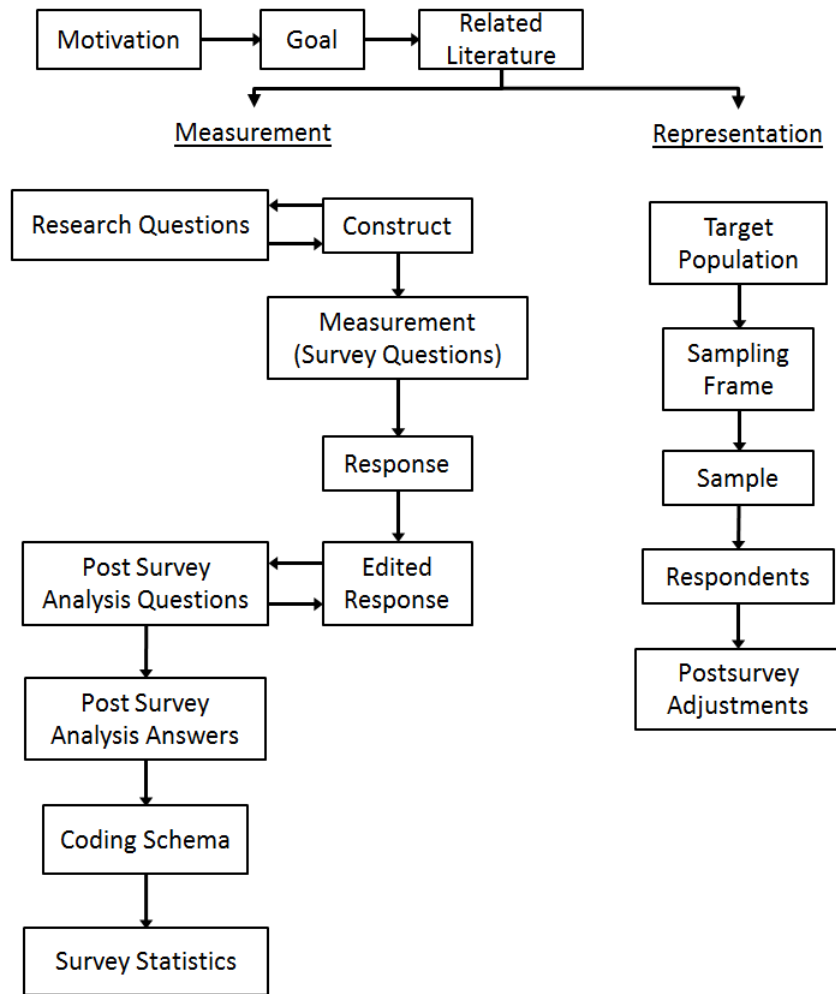 Motivation
Goal
Related
Literature
Measurement
Representation
Research Questions
Construct
Measurement
(Survey Questions)
Response
Post Survey
Analysis Questions
Edited
Response
Post Survey
Analysis Answers
Coding Schema
Survey Statistics
Target
Population
Sampling
Frame
Sample
Respondents
Postsurvey
Adjustments